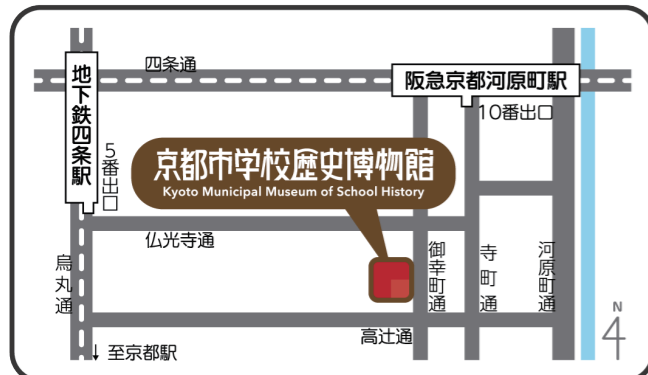 四条通
阪急京都河原町駅
10番出口
地下鉄四条駅
5番出口
京都市学校歴史博物館
Kyoto Municipal Museum of School History
仏光寺通
烏丸通
御幸町通
寺町通
河原町通
高辻通
↓ 至京都駅
N